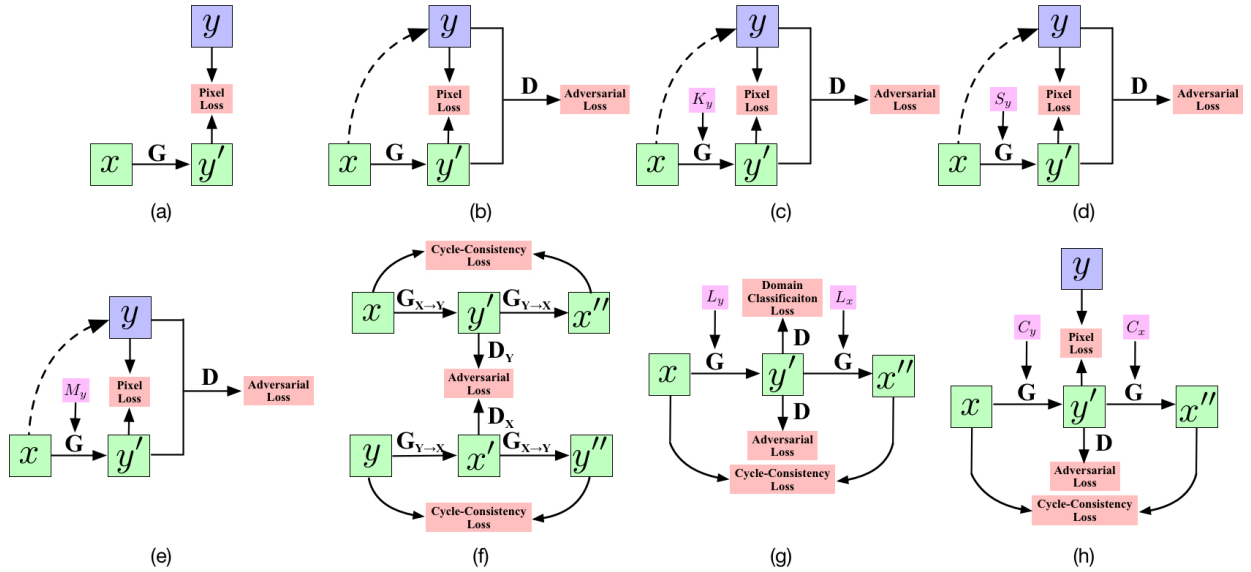 y
Pixel
Loss
x
G
y′
(a)
y
Pixel
Loss
D
Adversarial
Loss
x
G
y′
(b)
y
K_y
Pixel
Loss
D
Adversarial
Loss
x
G
y′
(c)
y
S_y
Pixel
Loss
D
Adversarial
Loss
x
G
y′
(d)
y
M_y
Pixel
Loss
D
Adversarial
Loss
x
G
y′
(e)
Cycle-Consistency
Loss
x
G_X→Y
y′
G_Y→X
x′′
D_Y
Adversarial
Loss
D_X
y
G_Y→X
x′
G_X→Y
y′′
Cycle-Consistency
Loss
(f)
L_y
Domain
Classificaiton
Loss
L_x
D
x
G
y′
G
x′′
D
Adversarial
Loss
Cycle-Consistency
Loss
(g)
y
C_y
Pixel
Loss
C_x
x
G
y′
G
x′′
D
Adversarial
Loss
Cycle-Consistency
Loss
(h)